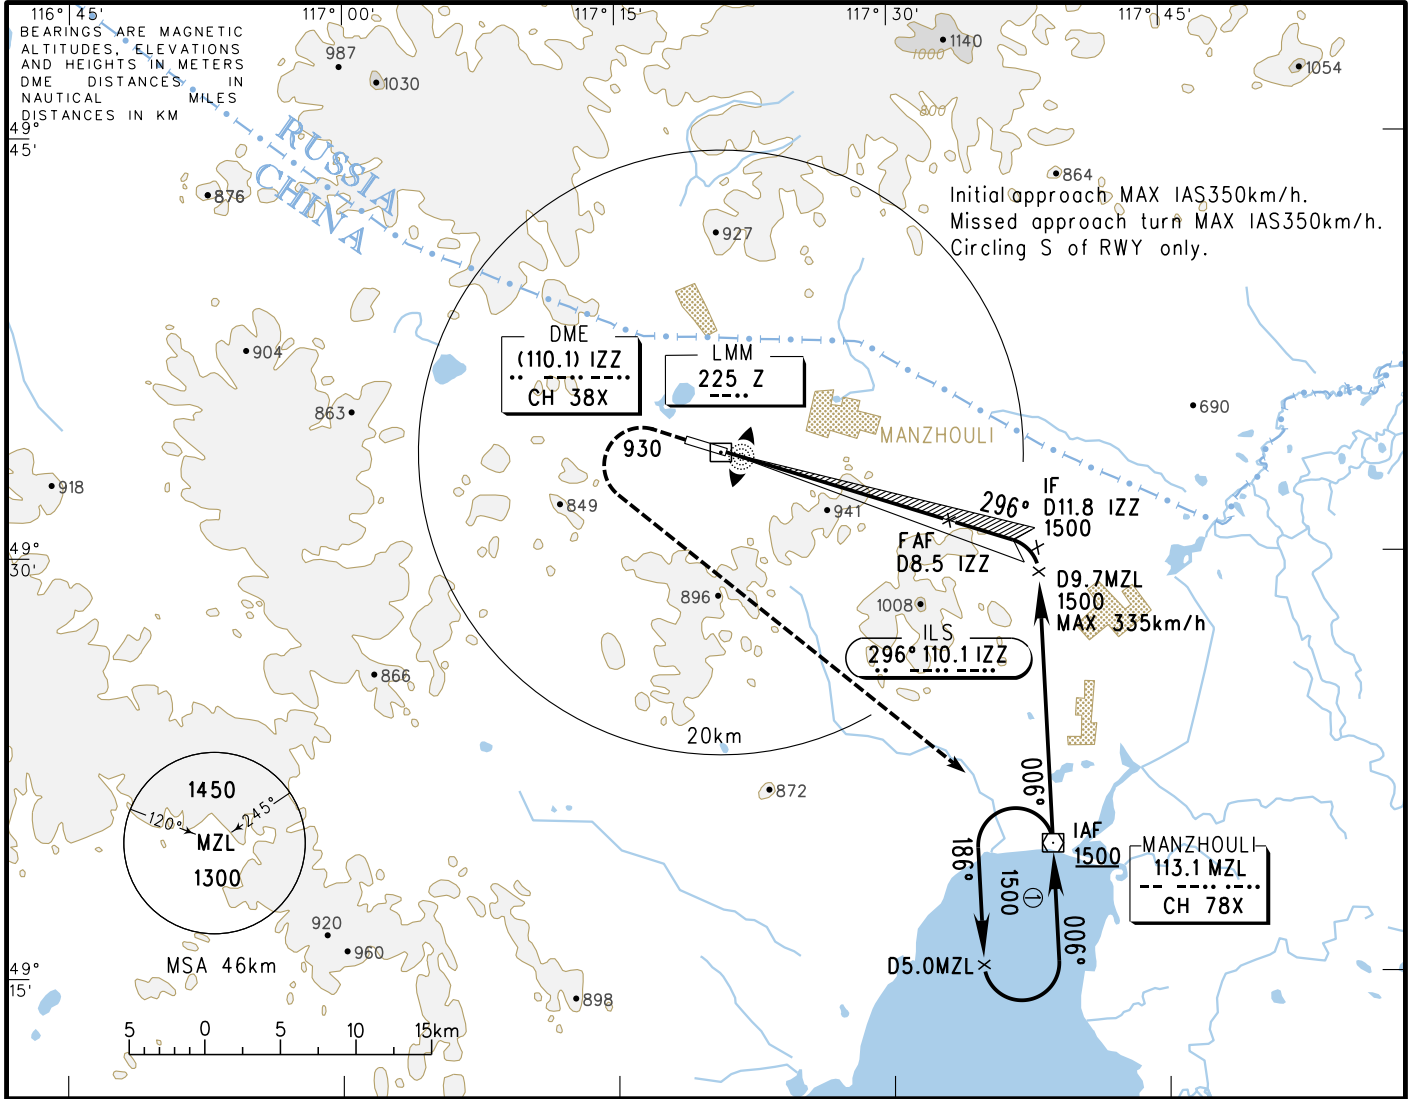 116° 45'
117°00'
117°15'
117°30'
117°45'
BEARINGS ARE MAGNETIC
ALTITUDES, ELEVATIONS
AND HEIGHTS IN METERS
DME DISTANCES IN
NAUTICAL MILES
DISTANCES IN KM
987
1030
1140
1000
1054
800
49°
45'
RUSSIA
CHINA
864
876
Initial approach MAX IAS350km/h.
Missed approach turn MAX IAS350km/h.
Circling S of RWY only.
927
DME
(110.1) IZZ
CH 38X
LMM
225 Z
904
863
690
MANZHOULI
930
918
849
941
296°
IF
D11.8 IZZ
1500
FAF
D8.5 IZZ
49°
30'
D9.7MZL
1500
MAX 335km/h
896
1008
ILS
296° 110.1 IZZ
866
20km
006°
872
1450
120°
245°
MZL
1300
IAF
1500
MANZHOULI
113.1 MZL
CH 78X
186°
1500
①
006°
920
960
MSA 46km
D5.0MZL
49°
15'
898
5 0 5 10 15km